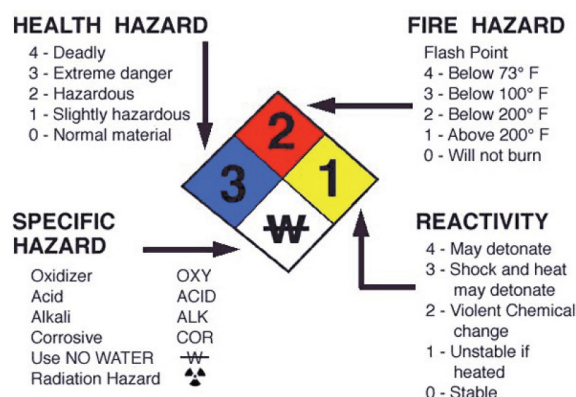 HEALTH HAZARD
4 - Deadly
3 - Extreme danger
2 - Hazardous
1 - Slightly hazardous
0 - Normal material
FIRE HAZARD
Flash Point
4 - Below 73° F
3 - Below 100° F
2 - Below 200° F
1 - Above 200° F
0 - Will not burn
2
3
1
W
SPECIFIC
HAZARD
Oxidizer OXY
Acid ACID
Alkali ALK
Corrosive COR
Use NO WATER W
Radiation Hazard
REACTIVITY
4 - May detonate
3 - Shock and heat
may detonate
2 - Violent Chemical
change
1 - Unstable if
heated
0 - Stable